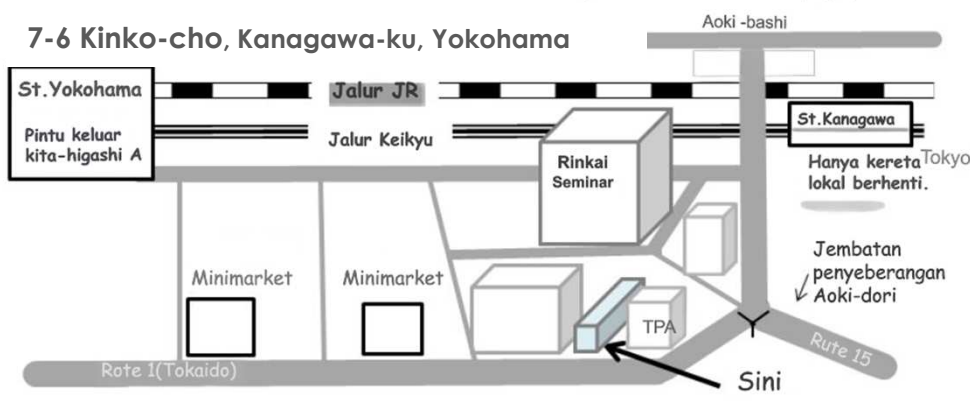 Aoki -bashi
7-6 Kinko-cho, Kanagawa-ku, Yokohama
St.Yokohama
Jalur JR
St.Kanagawa
Pintu keluar
kita-higashi A
Jalur Keikyu
Rinkai
Seminar
Hanya kereta
lokal berhenti.
Tokyo
Jembatan
penyeberangan
Aoki-dori
Minimarket
Minimarket
TPA
Rute 15
Rote 1(Tokaido)
Sini